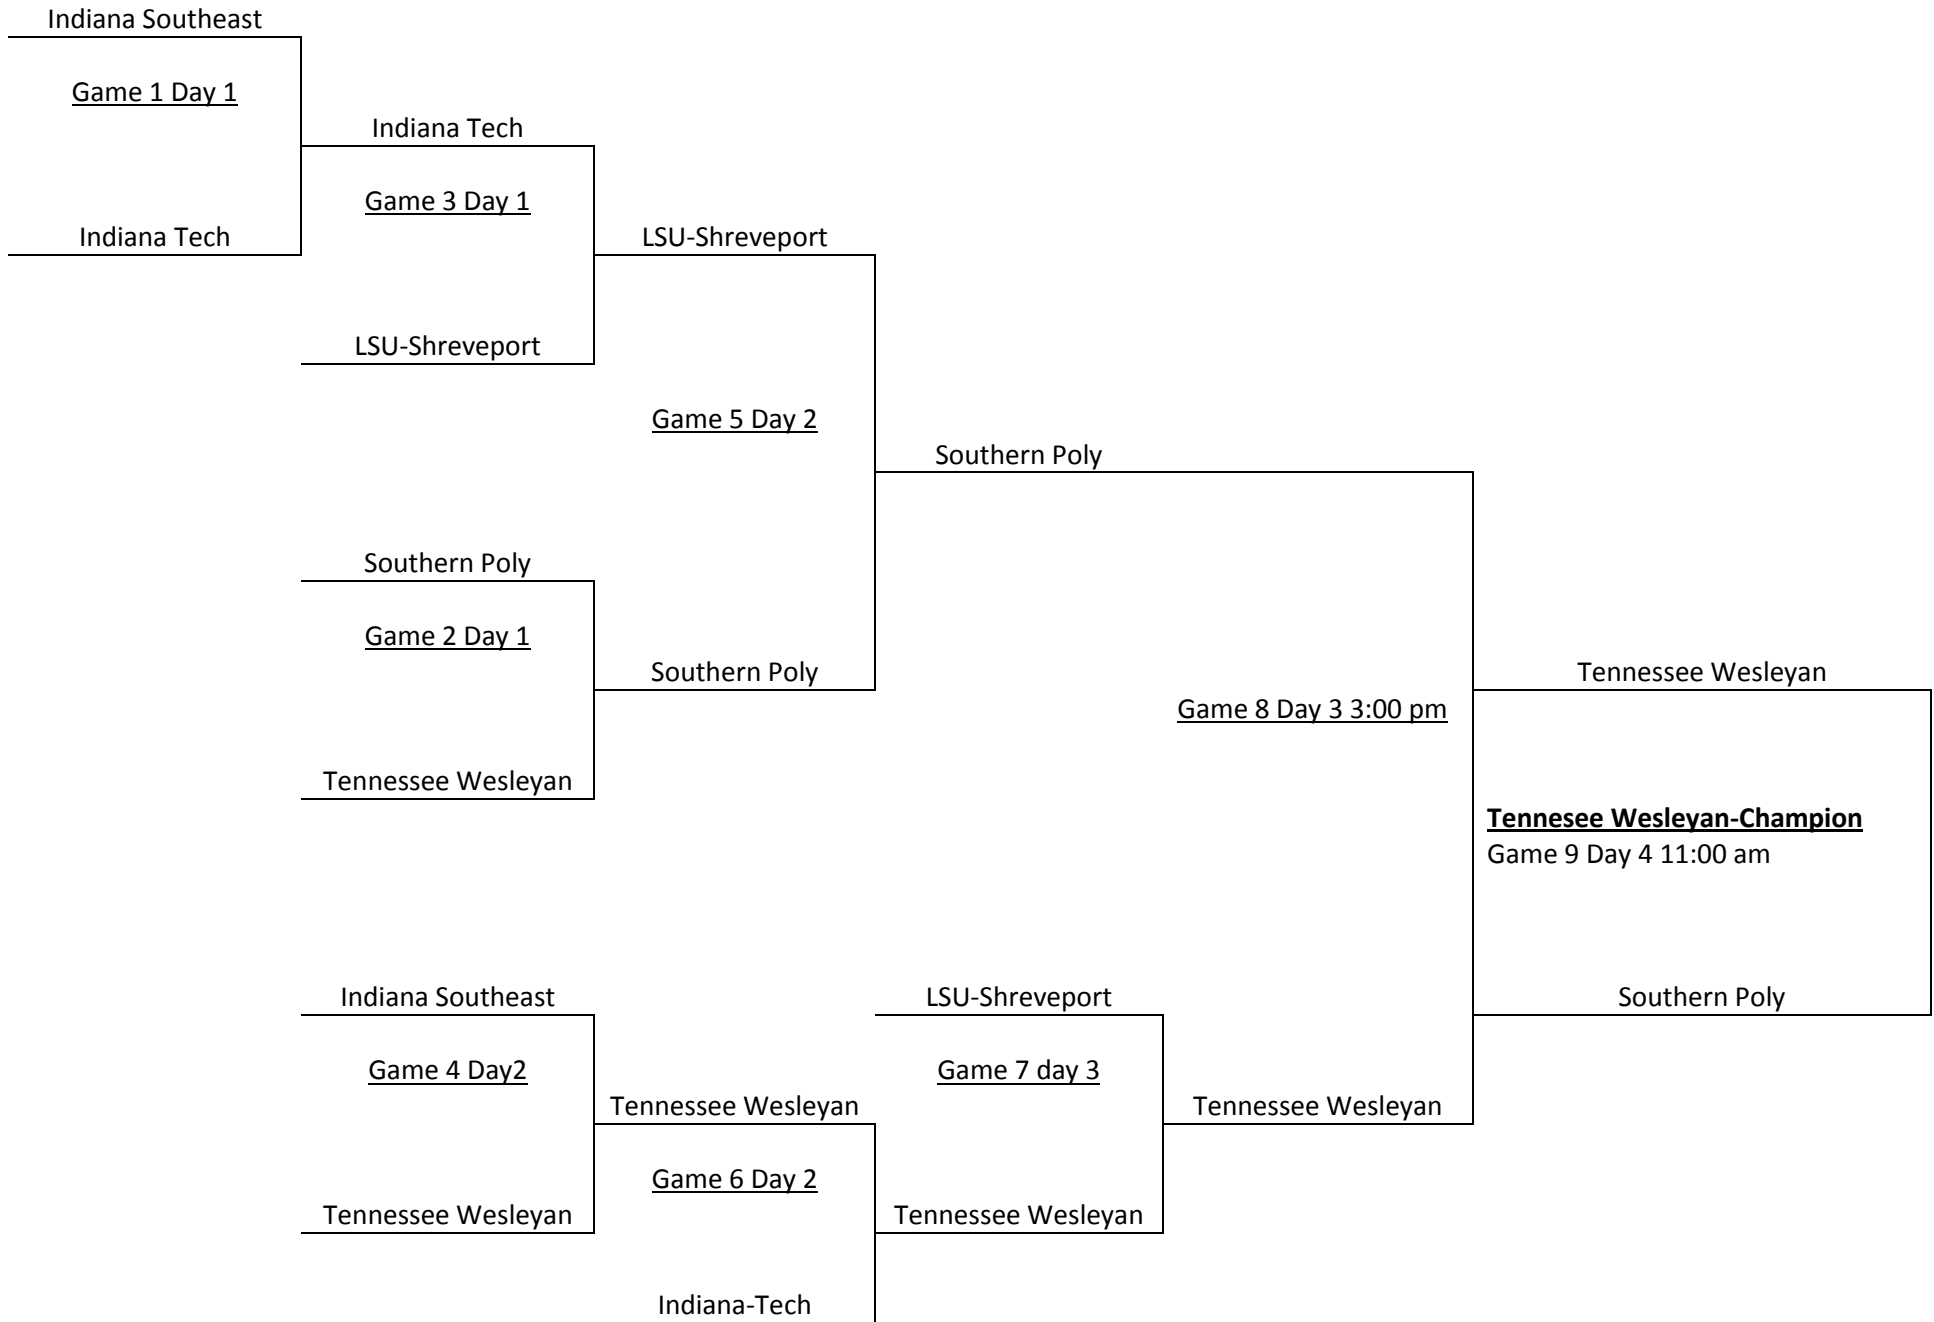 Indiana Southeast
Game 1 Day 1
Indiana Tech
Game 3 Day 1
Indiana Tech
LSU-Shreveport
LSU-Shreveport
Game 5 Day 2
Southern Poly
Southern Poly
Game 2 Day 1
Southern Poly
Tennessee Wesleyan
Game 8 Day 3 3:00 pm
Tennessee Wesleyan
Tennesee Wesleyan-Champion
Game 9 Day 4 11:00 am
Indiana Southeast
LSU-Shreveport
Southern Poly
Game 4 Day2
Game 7 day 3
Tennessee Wesleyan
Tennessee Wesleyan
Game 6 Day 2
Tennessee Wesleyan
Tennessee Wesleyan
Indiana-Tech